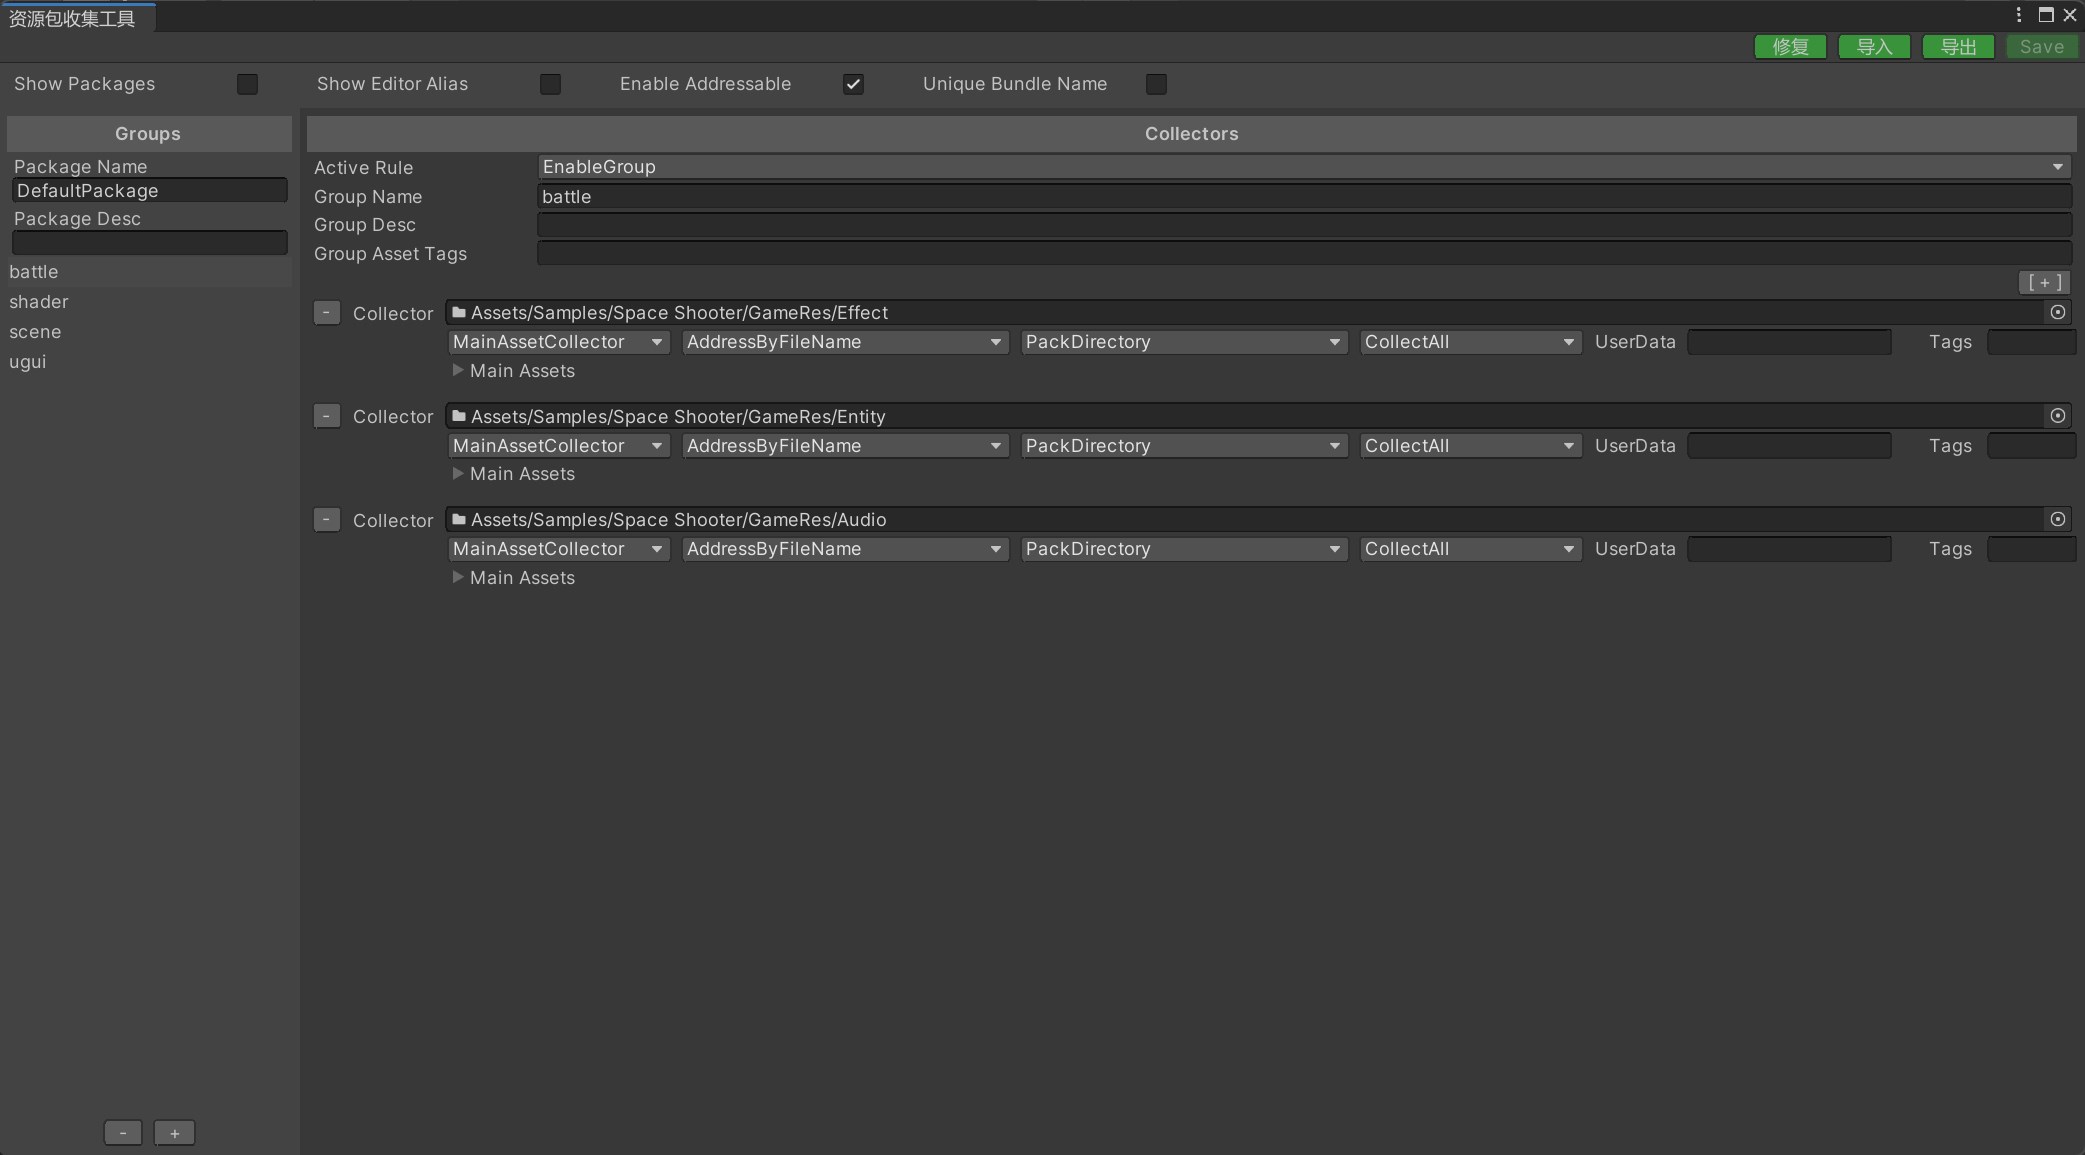 资源包收集工具
修复 导入 导出 Save
Show Packages Show Editor Alias Enable Addressable Unique Bundle Name
Groups
Package Name
DefaultPackage
Package Desc
battle
shader
scene
ugui
- +
Collectors
Active Rule EnableGroup
Group Name battle
Group Desc
Group Asset Tags
[ + ]
- Collector Assets/Samples/Space Shooter/GameRes/Effect
MainAssetCollector AddressByFileName PackDirectory CollectAll UserData Tags
Main Assets
- Collector Assets/Samples/Space Shooter/GameRes/Entity
MainAssetCollector AddressByFileName PackDirectory CollectAll UserData Tags
Main Assets
- Collector Assets/Samples/Space Shooter/GameRes/Audio
MainAssetCollector AddressByFileName PackDirectory CollectAll UserData Tags
Main Assets